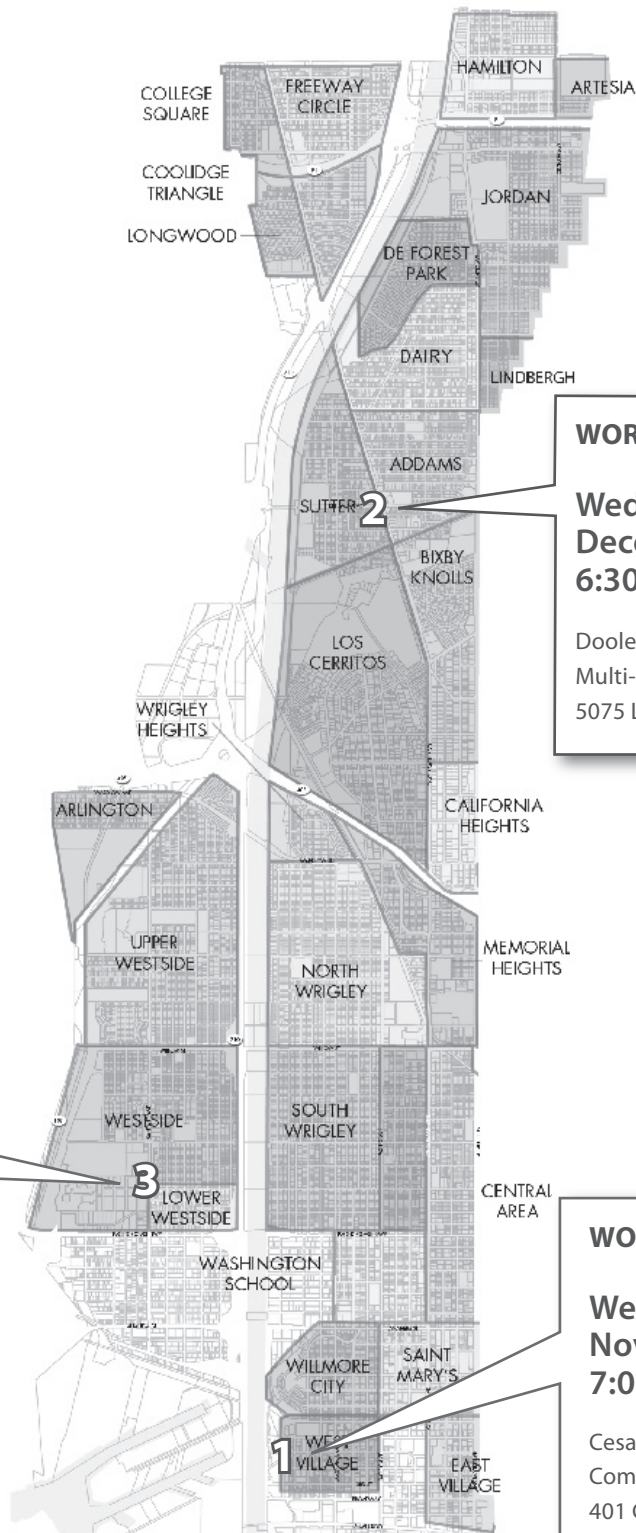 HAMILTON
ARTESIA
FREEWAY
CIRCLE
COLLEGE
SQUARE
COOLIDGE
TRIANGLE
JORDAN
LONGWOOD
DE FOREST
PARK
DAIRY
LINDBERGH
ADDAMS
SUTTER
2
BIXBY
KNOLLS
LOS
CERRITOS
WRIGLEY
HEIGHTS
ARLINGTON
CALIFORNIA
HEIGHTS
UPPER
WESTSIDE
NORTH
WRIGLEY
MEMORIAL
HEIGHTS
WESTSIDE
SOUTH
WRIGLEY
3
LOWER
WESTSIDE
CENTRAL
AREA
WASHINGTON
SCHOOL
WILLMORE
CITY
SAINT
MARY'S
1
WEST
VILLAGE
EAST
VILLAGE
WOR
Wed
Dece
6:30
Doole
Multi-
5075 L
WO
We
Nov
7:0
Cesa
Com
401